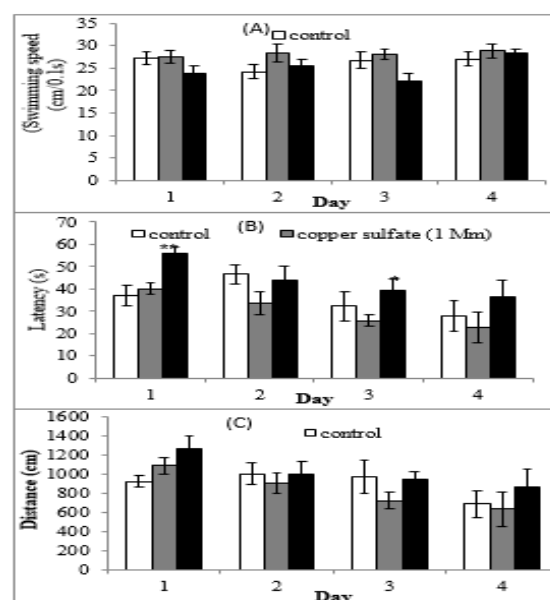 (A) control
(Swimming speed
(cm/0.1s)
35
30
25
20
15
10
5
0
1 2 3 4
Day
(B)
control copper sulfate (1 Mm)
Latency (s)
70
60
50
40
30
20
10
0
** *
1 2 3 4
Day
(C)
control
Distance (cm)
1600
1400
1200
1000
800
600
400
200
0
1 2 3 4
Day